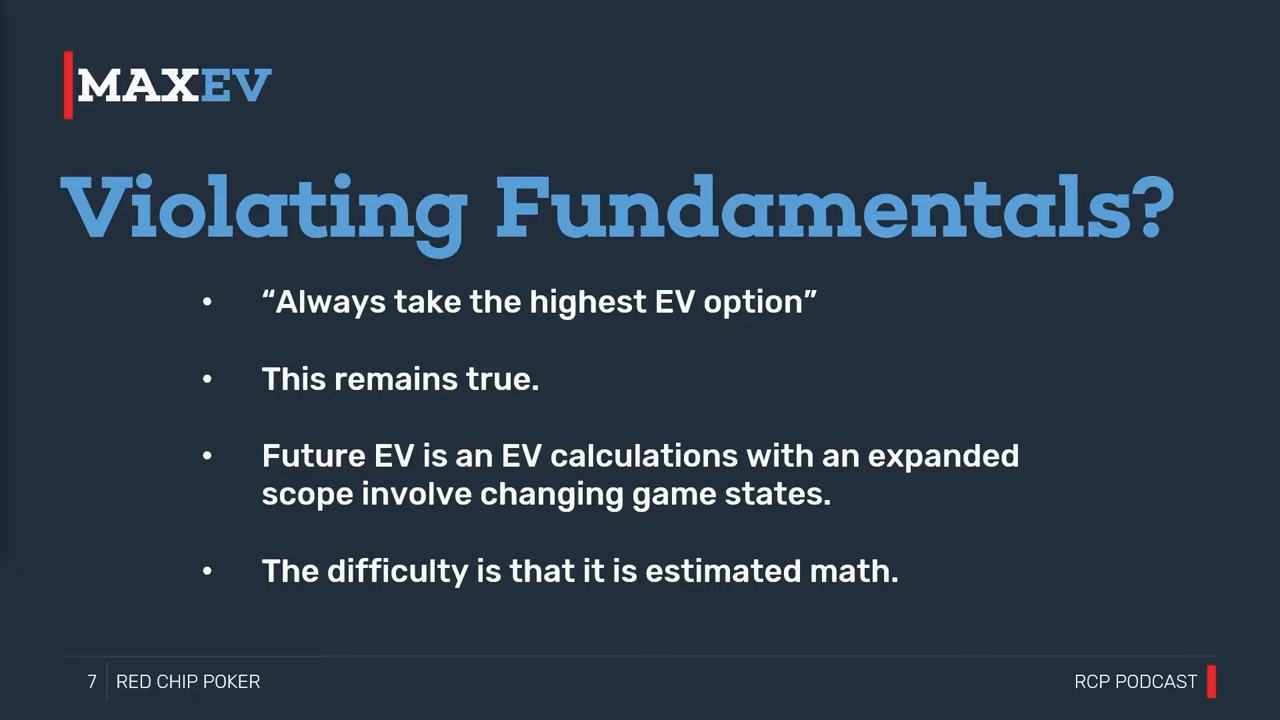 MAXEV
Violating Fundamentals?
• “Always take the highest EV option”
• This remains true.
• Future EV is an EV calculations with an expanded
scope involve changing game states.
• The difficulty is that it is estimated math.
7 RED CHIP POKER
RCP PODCAST